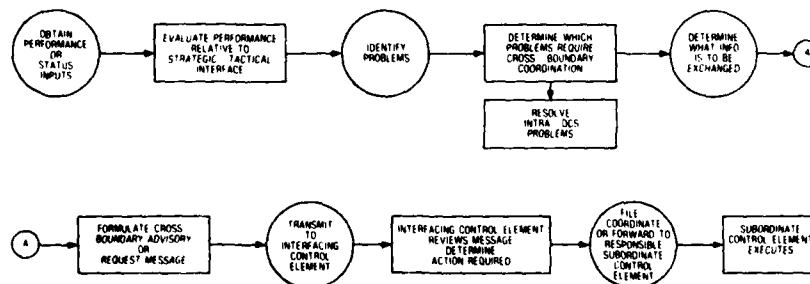 OBTAIN
PERFORMANCE
OR
STATUS
INPUTS
EVALUATE PERFORMANCE
RELATIVE TO
STRATEGIC TACTICAL
INTERFACE
IDENTIFY
PROBLEMS
DETERMINE WHICH
PROBLEMS REQUIRE
CROSS BOUNDARY
COORDINATION
RESOLVE
INTRA DCS
PROBLEMS
DETERMINE
WHAT INFO
IS TO BE
EXCHANGED
A
A
FORMULATE CROSS
BOUNDARY ADVISORY
OR
REQUEST MESSAGE
TRANSMIT
TO
INTERFACING
CONTROL
ELEMENT
INTERFACING CONTROL ELEMENT
REVIEWS MESSAGE
DETERMINE
ACTION REQUIRED
FILE
COORDINATE
OR FORWARD TO
RESPONSIBLE
SUBORDINATE
CONTROL
ELEMENT
SUBORDINATE
CONTROL ELEMENT
EXECUTES